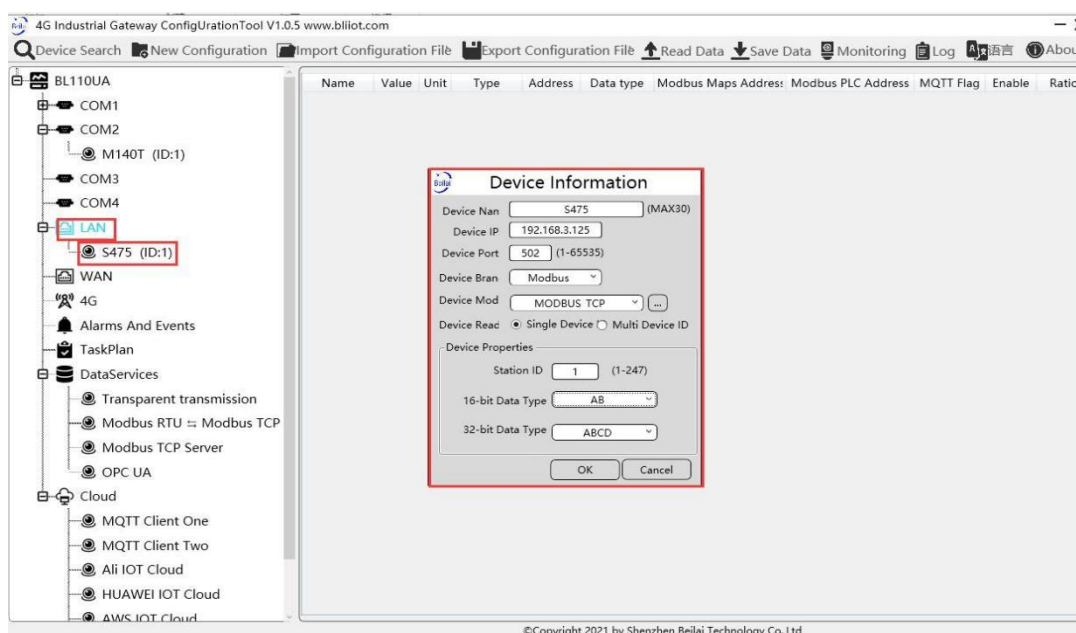 4G Industrial Gateway ConfigUrationTool V1.0.5 www.bliiot.com
Device Search New Configuration Import Configuration File Export Configuration File Read Data Save Data Monitoring Log 语言 Abou
BL110UA
COM1
COM2
M140T (ID:1)
COM3
COM4
LAN
S475 (ID:1)
WAN
4G
Alarms And Events
TaskPlan
DataServices
Transparent transmission
Modbus RTU ⇆ Modbus TCP
Modbus TCP Server
OPC UA
Cloud
MQTT Client One
MQTT Client Two
Ali IOT Cloud
HUAWEI IOT Cloud
AWS IOT Cloud
Name Value Unit Type Address Data type Modbus Maps Address Modbus PLC Address MQTT Flag Enable Ratio
Beilai Device Information
Device Nan S475 (MAX30)
Device IP 192.168.3.125
Device Port 502 (1-65535)
Device Bran Modbus
Device Mod MODBUS TCP ...
Device Read Single Device Multi Device ID
Device Properties
Station ID 1 (1-247)
16-bit Data Type AB
32-bit Data Type ABCD
OK Cancel
©Copyright 2021 by Shenzhen Beilai Technology Co.,Ltd